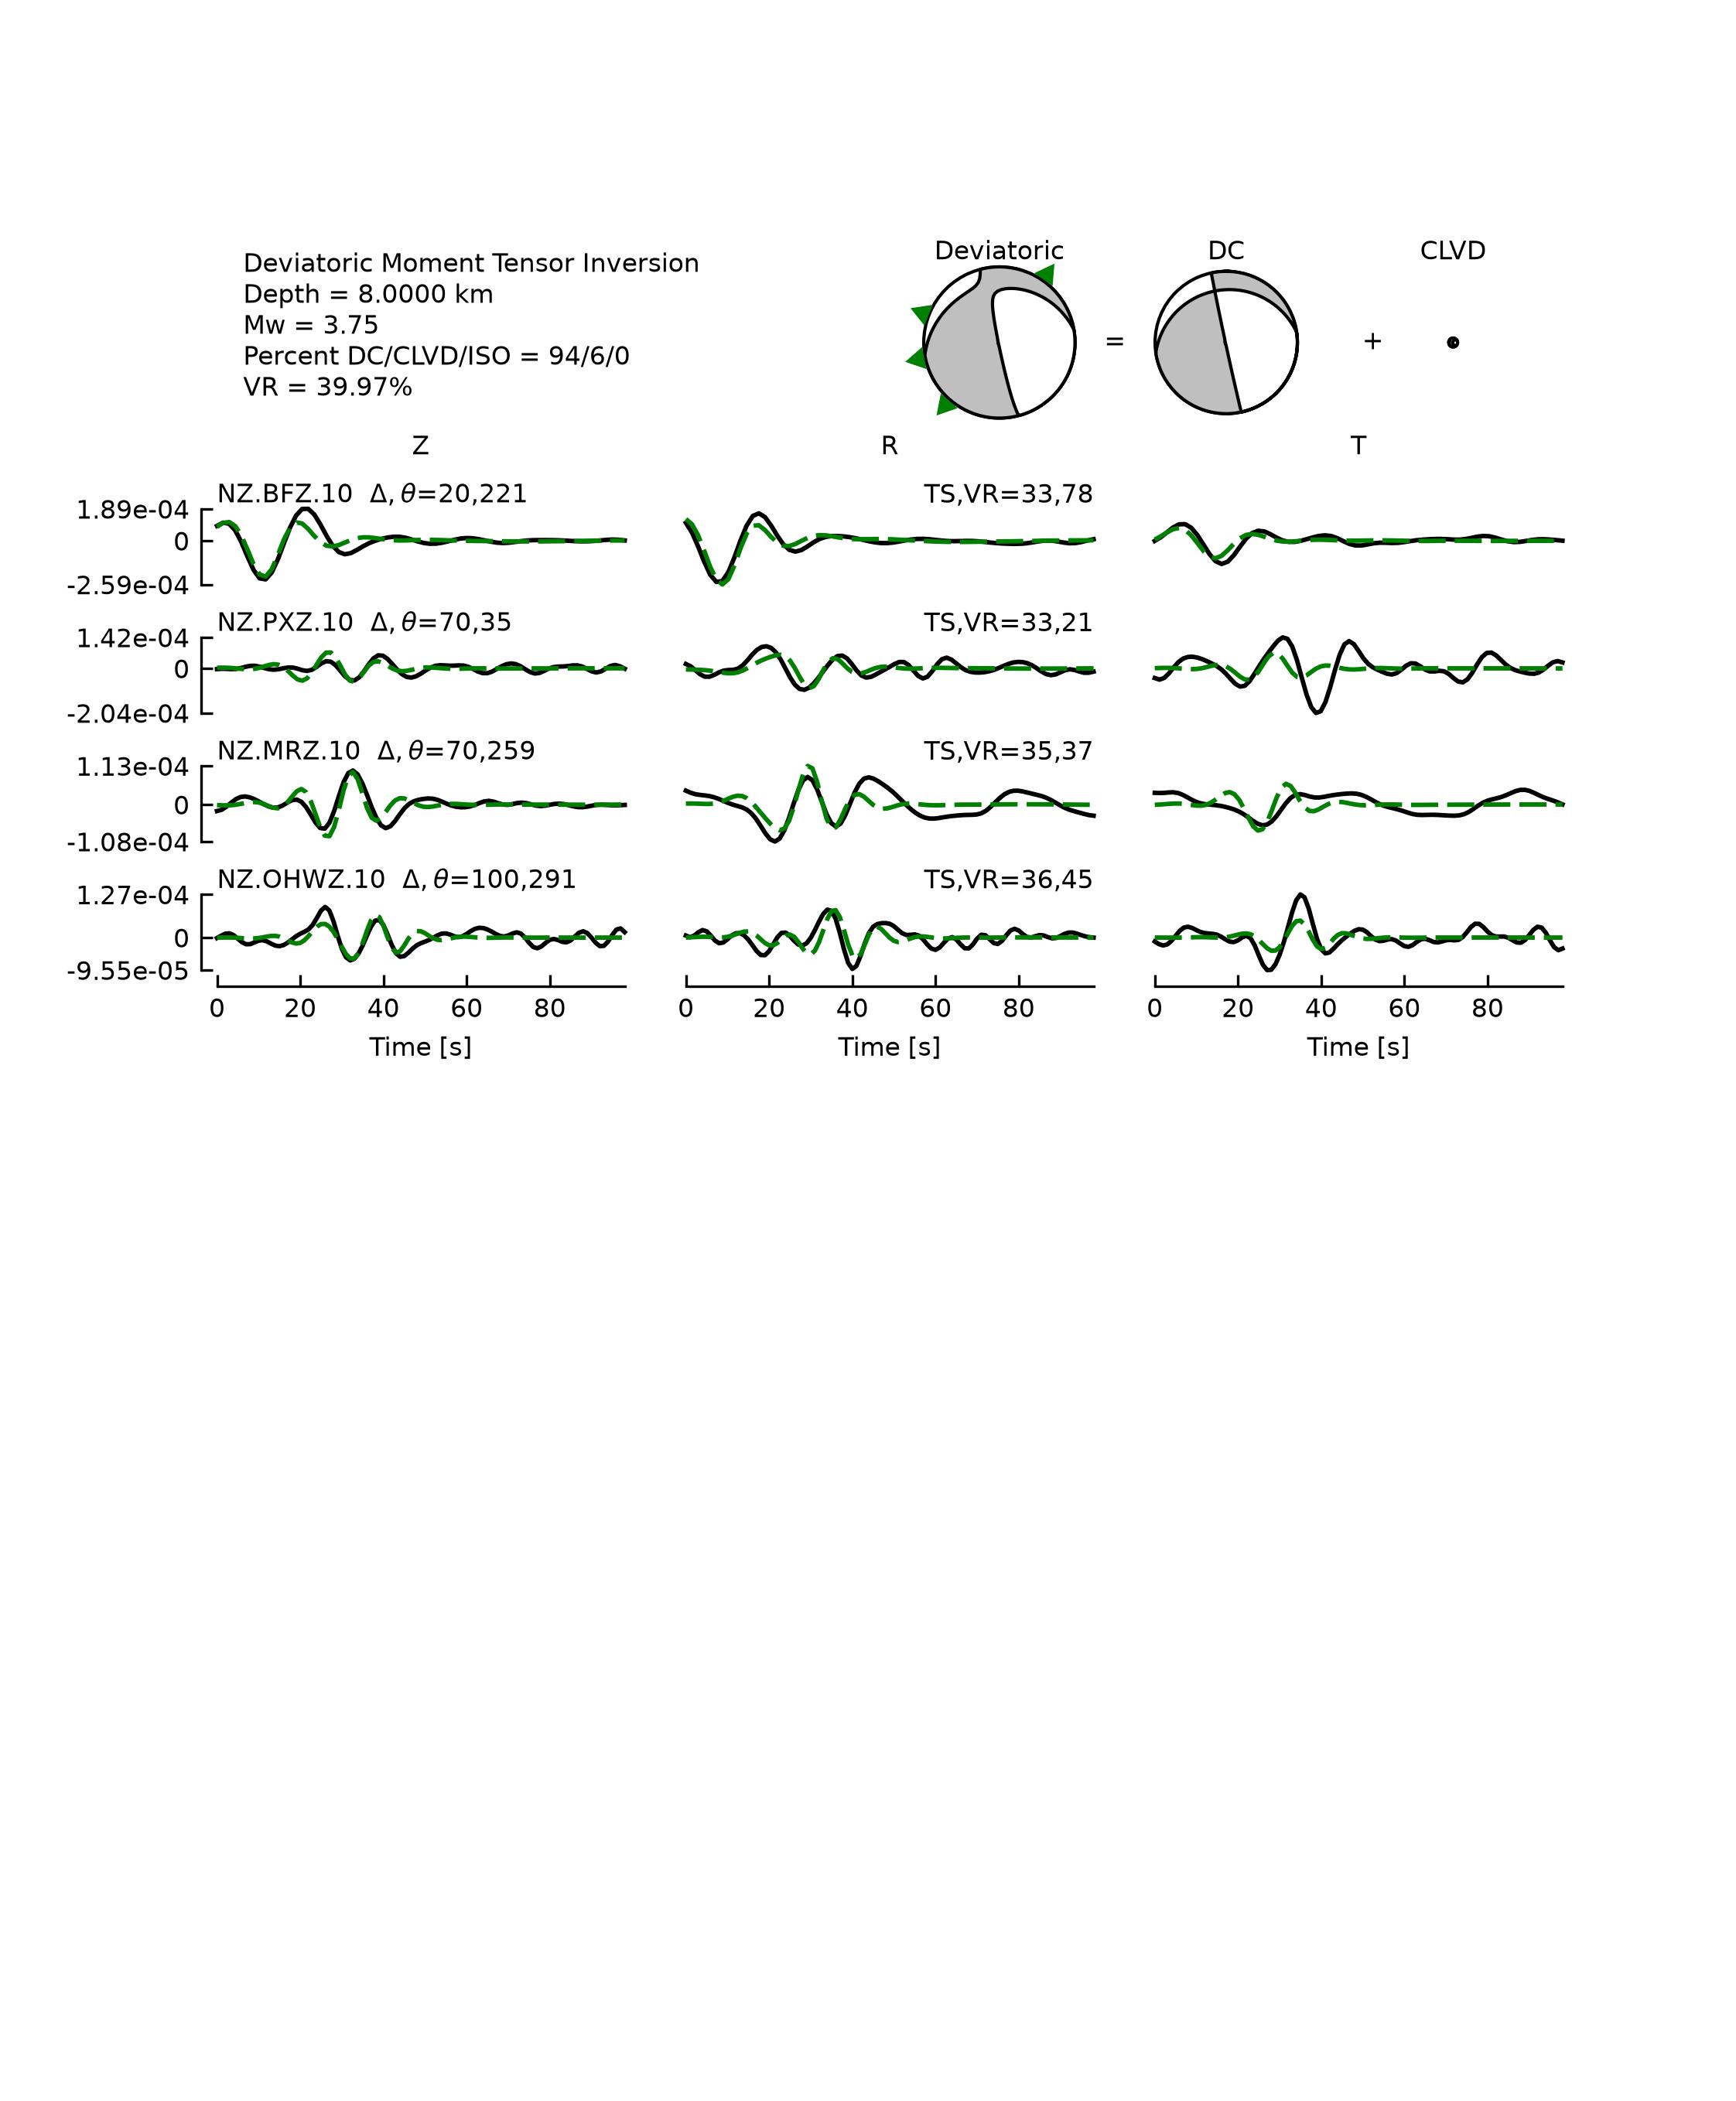 Deviatoric Moment Tensor Inversion
Depth = 8.0000 km
Mw = 3.75
Percent DC/CLVD/ISO = 94/6/0
VR = 39.97%
Deviatoric DC CLVD
= +
Z R T
NZ.BFZ.10 Δ, θ=20,221 TS,VR=33,78
1.89e-04
0
-2.59e-04
NZ.PXZ.10 Δ, θ=70,35 TS,VR=33,21
1.42e-04
0
-2.04e-04
NZ.MRZ.10 Δ, θ=70,259 TS,VR=35,37
1.13e-04
0
-1.08e-04
NZ.OHWZ.10 Δ, θ=100,291 TS,VR=36,45
1.27e-04
0
-9.55e-05
0 20 40 60 80 0 20 40 60 80 0 20 40 60 80
Time [s] Time [s] Time [s]